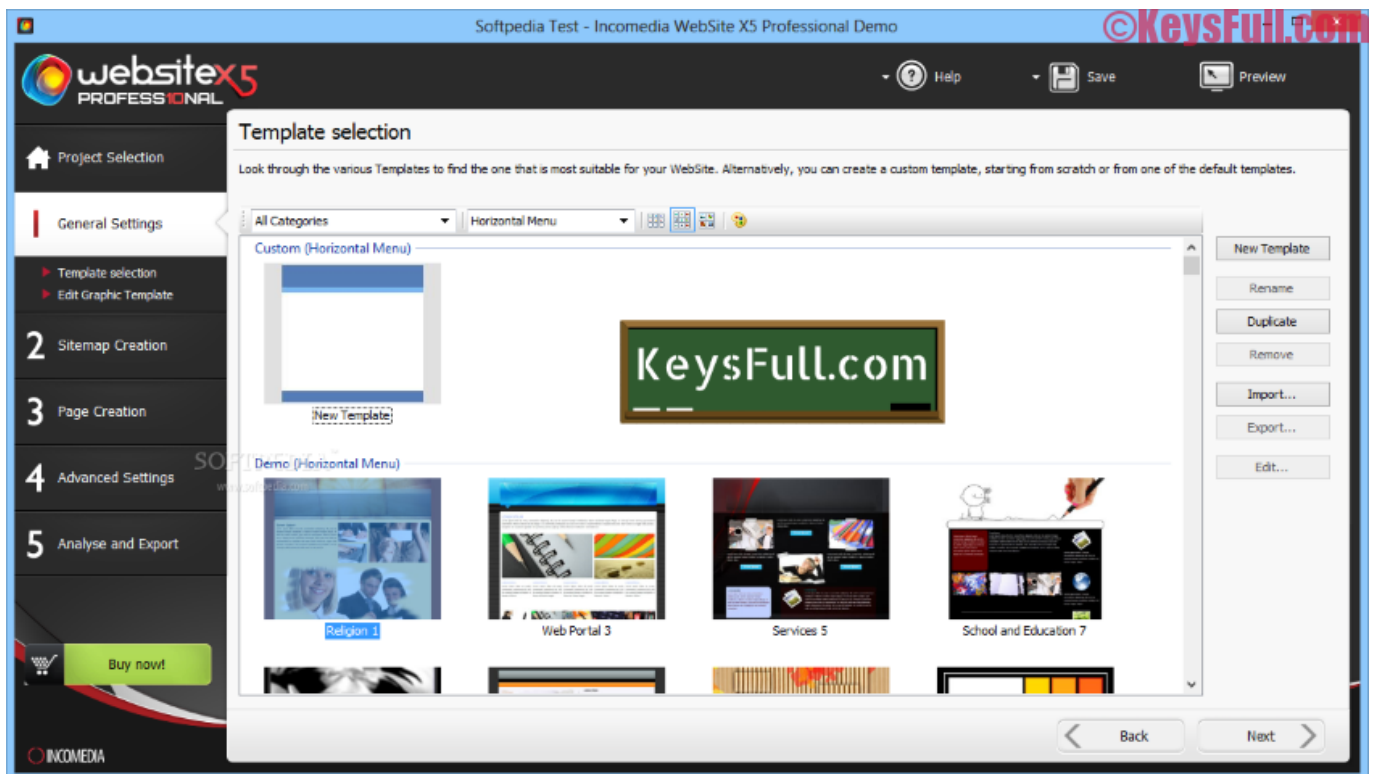 Softpedia Test - Incomedia WebSite X5 Professional Demo
©KeysFull.com
websitex5
PROFESS10NAL
Help
Save
Preview
Project Selection
General Settings
Template selection
Edit Graphic Template
2 Sitemap Creation
3 Page Creation
4 Advanced Settings
5 Analyse and Export
Buy now!
INCOMEDIA
Template selection
Look through the various Templates to find the one that is most suitable for your WebSite. Alternatively, you can create a custom template, starting from scratch or from one of the default templates.
All Categories
Horizontal Menu
Custom (Horizontal Menu)
New Template
KeysFull.com
SOFTPEDIA
www.softpedia.com
Demo (Horizontal Menu)
Religion 1
Web Portal 3
Services 5
School and Education 7
New Template
Rename
Duplicate
Remove
Import...
Export...
Edit...
Back
Next